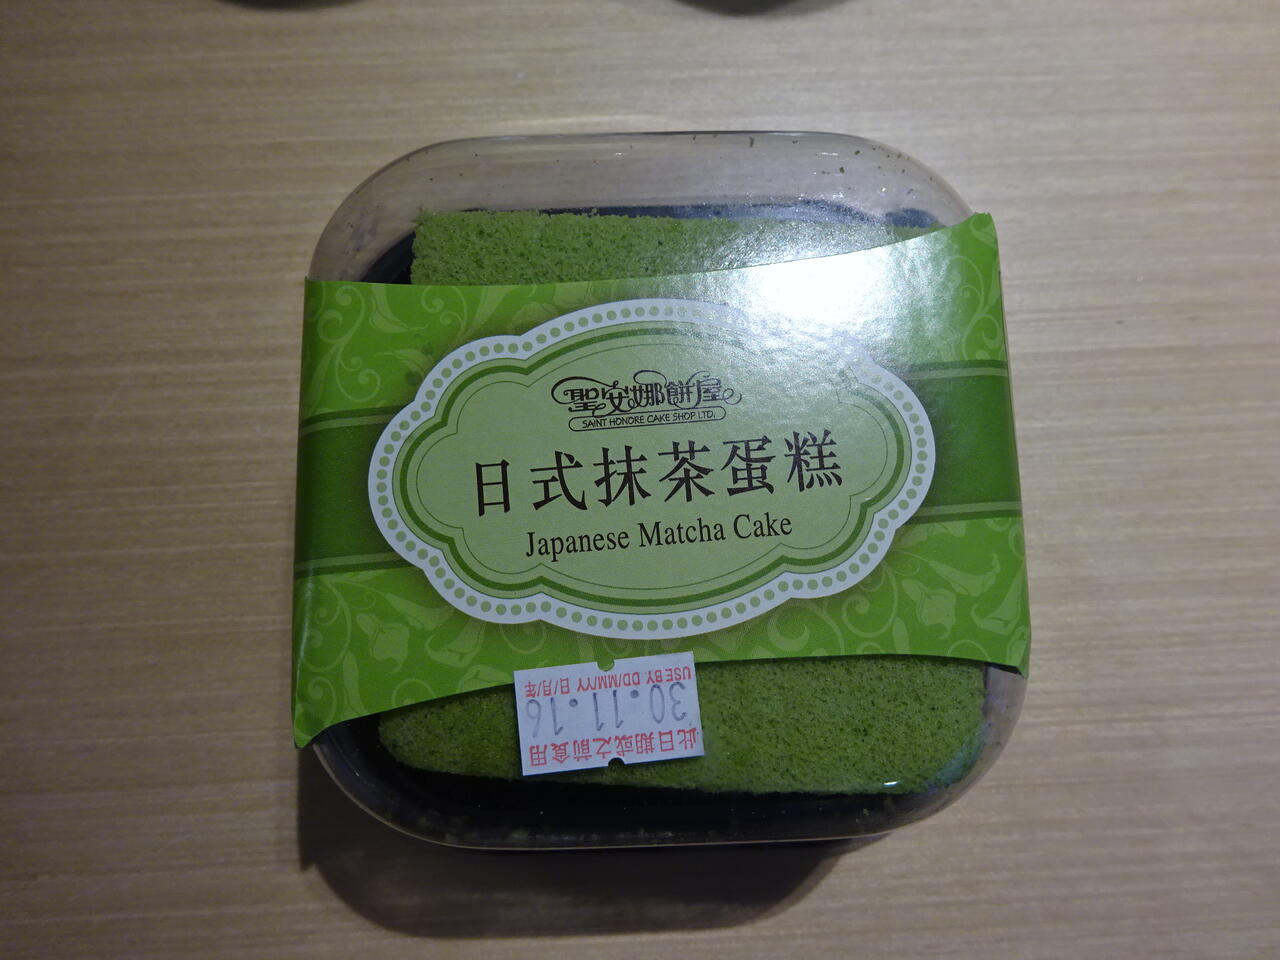 聖安娜餅屋
SAINT HONORE CAKE SHOP LTD.
日式抹茶蛋糕
Japanese Matcha Cake
此日期或之前食用
30.11.16
USE BY DD/MM/YY 日/月/年